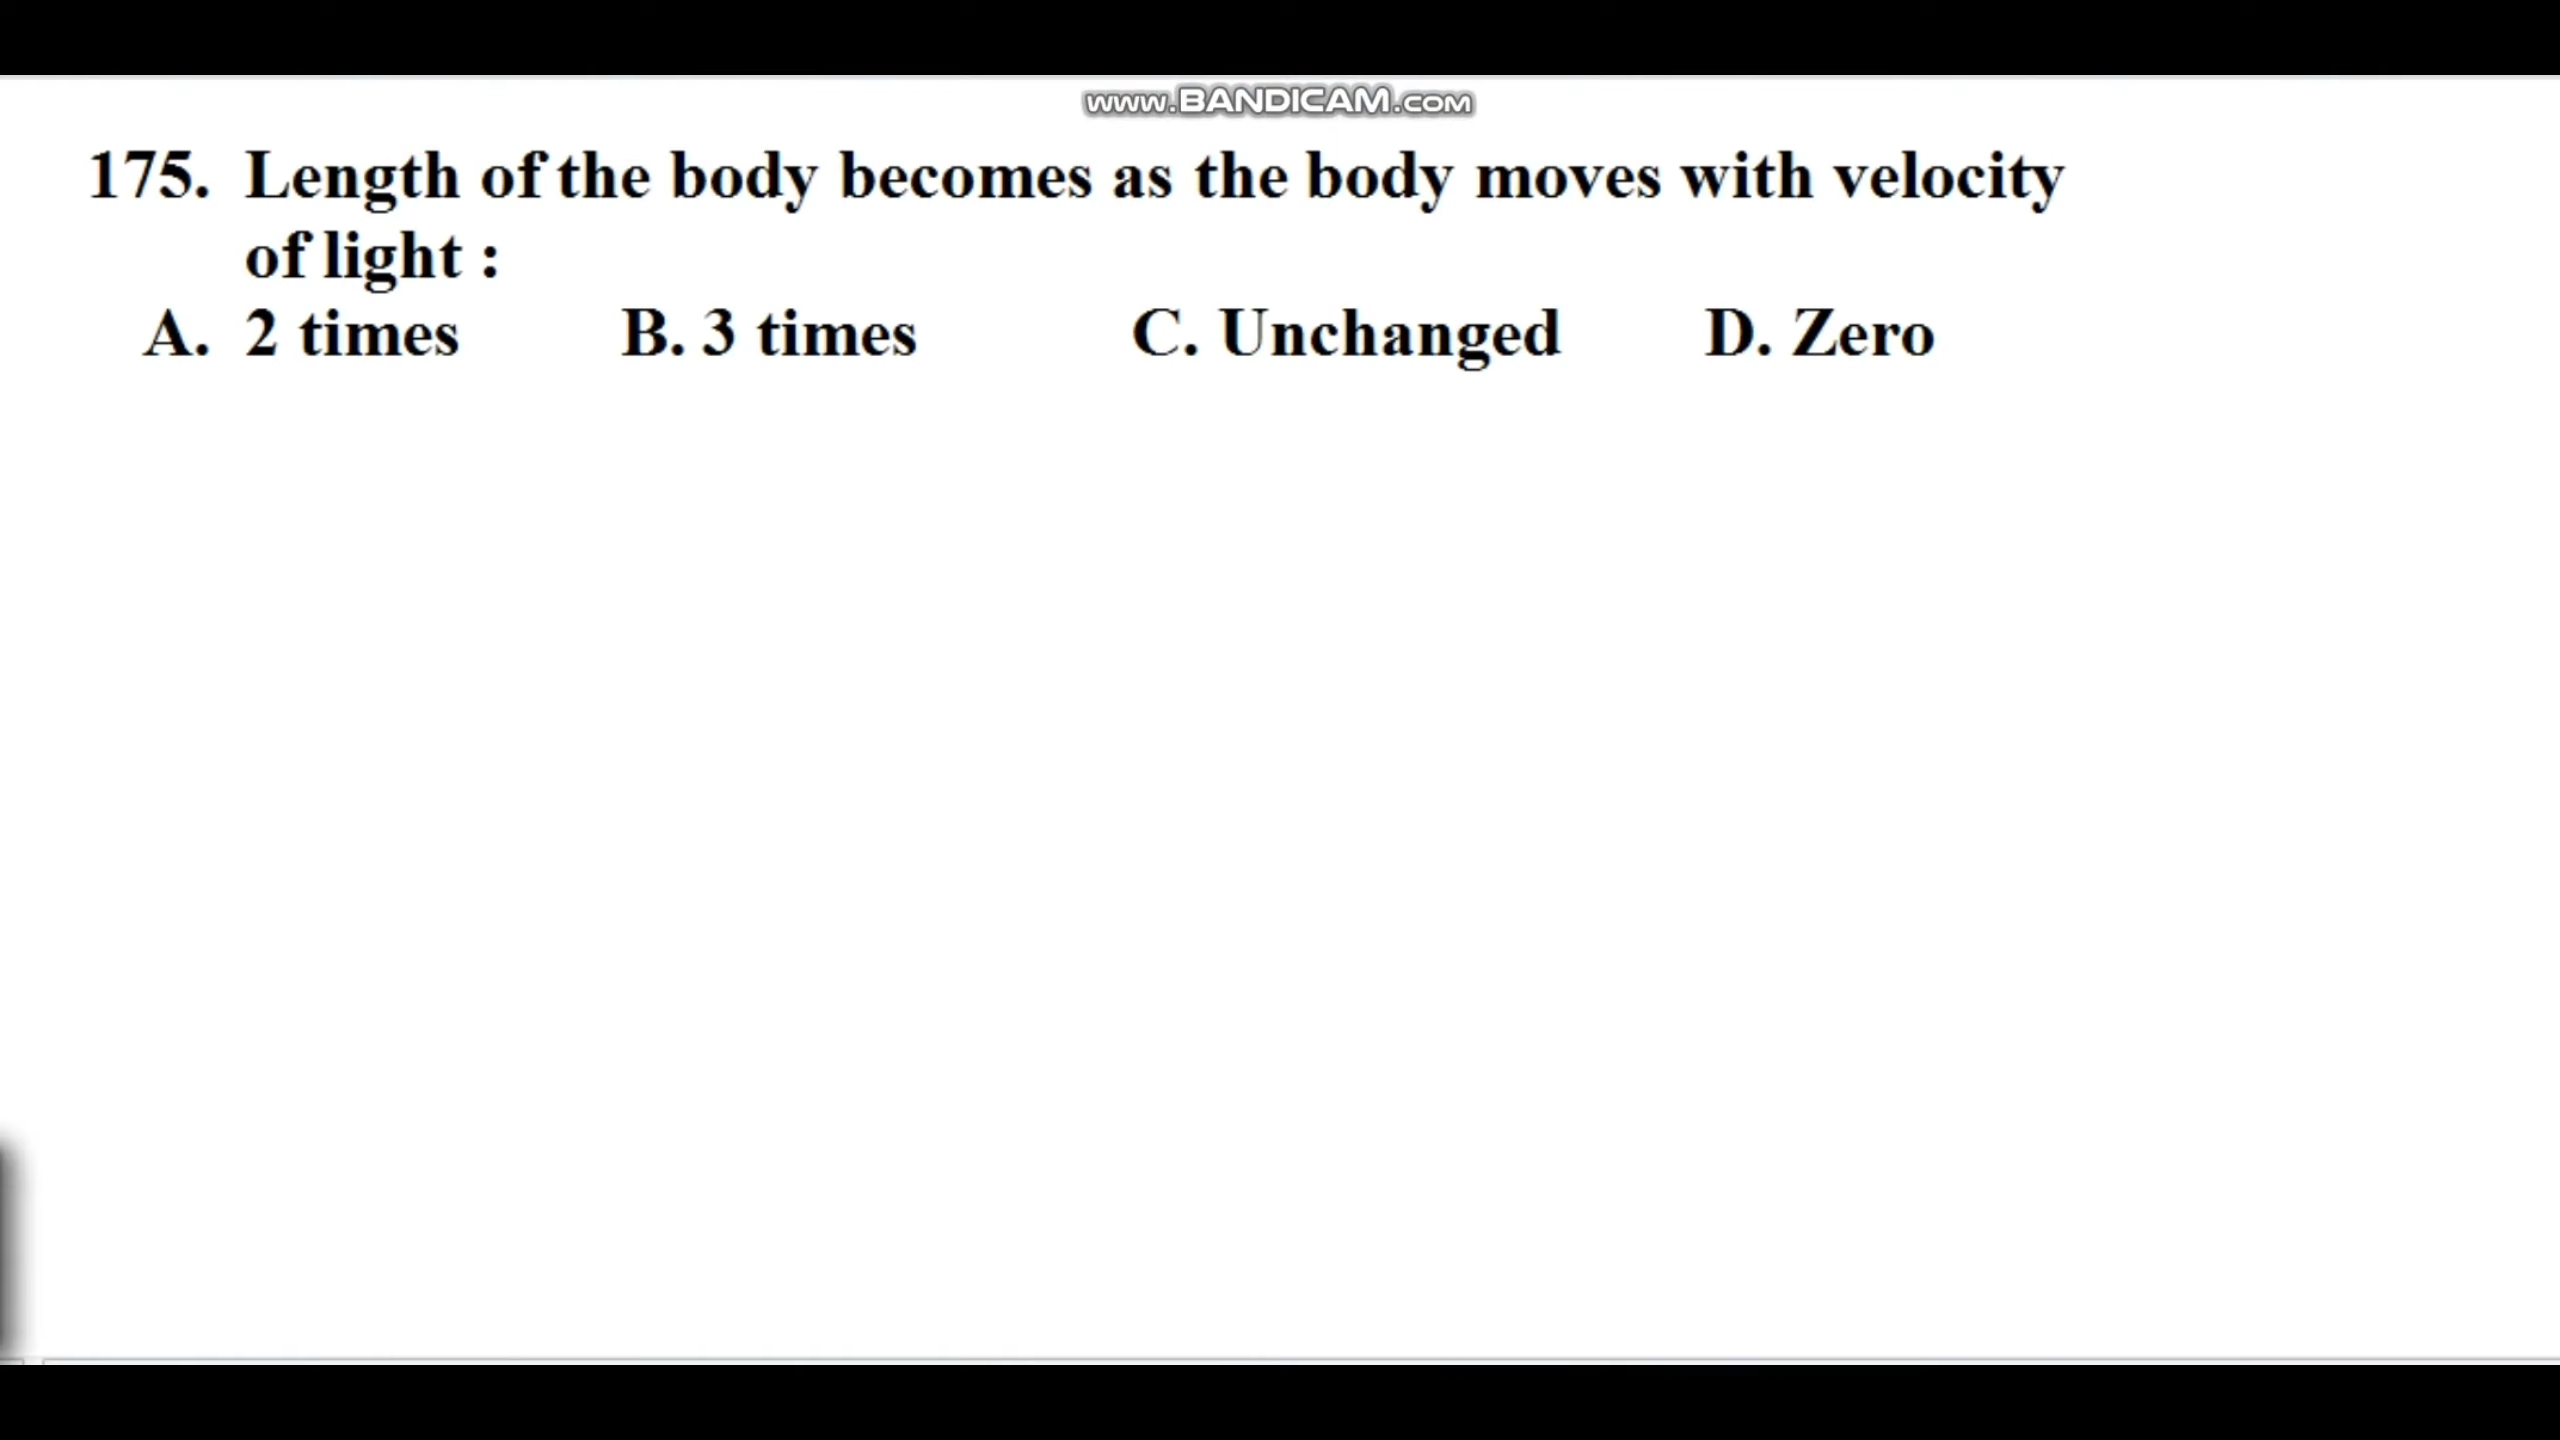 www.BANDICAM.com
175. Length of the body becomes as the body moves with velocity
of light :
A. 2 times B. 3 times C. Unchanged D. Zero